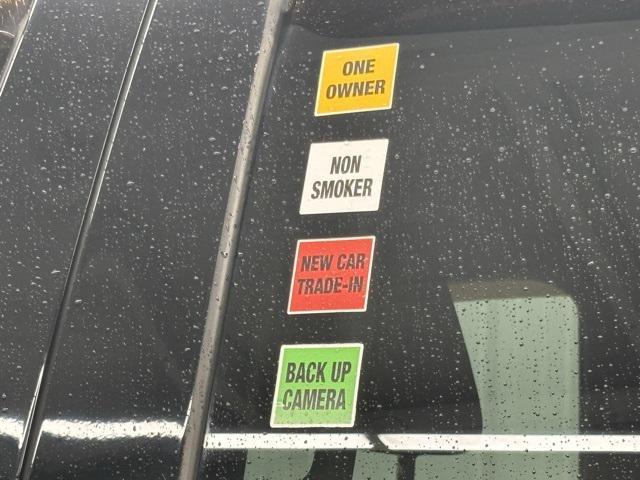 ONE
OWNER
NON
SMOKER
NEW CAR
TRADE-IN
BACK UP
CAMERA